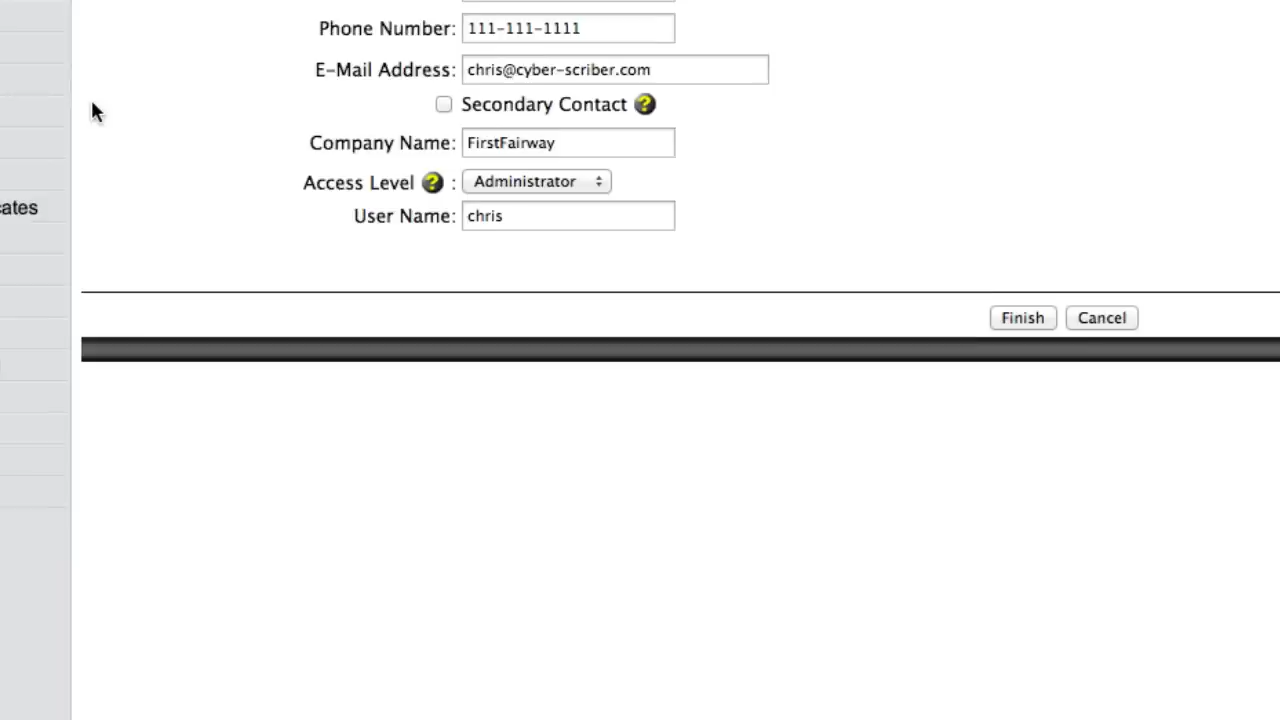 Phone Number: 111-111-1111
E-Mail Address: chris@cyber-scriber.com
Secondary Contact ?
Company Name: FirstFairway
Access Level ? : Administrator
cates
User Name: chris
Finish Cancel